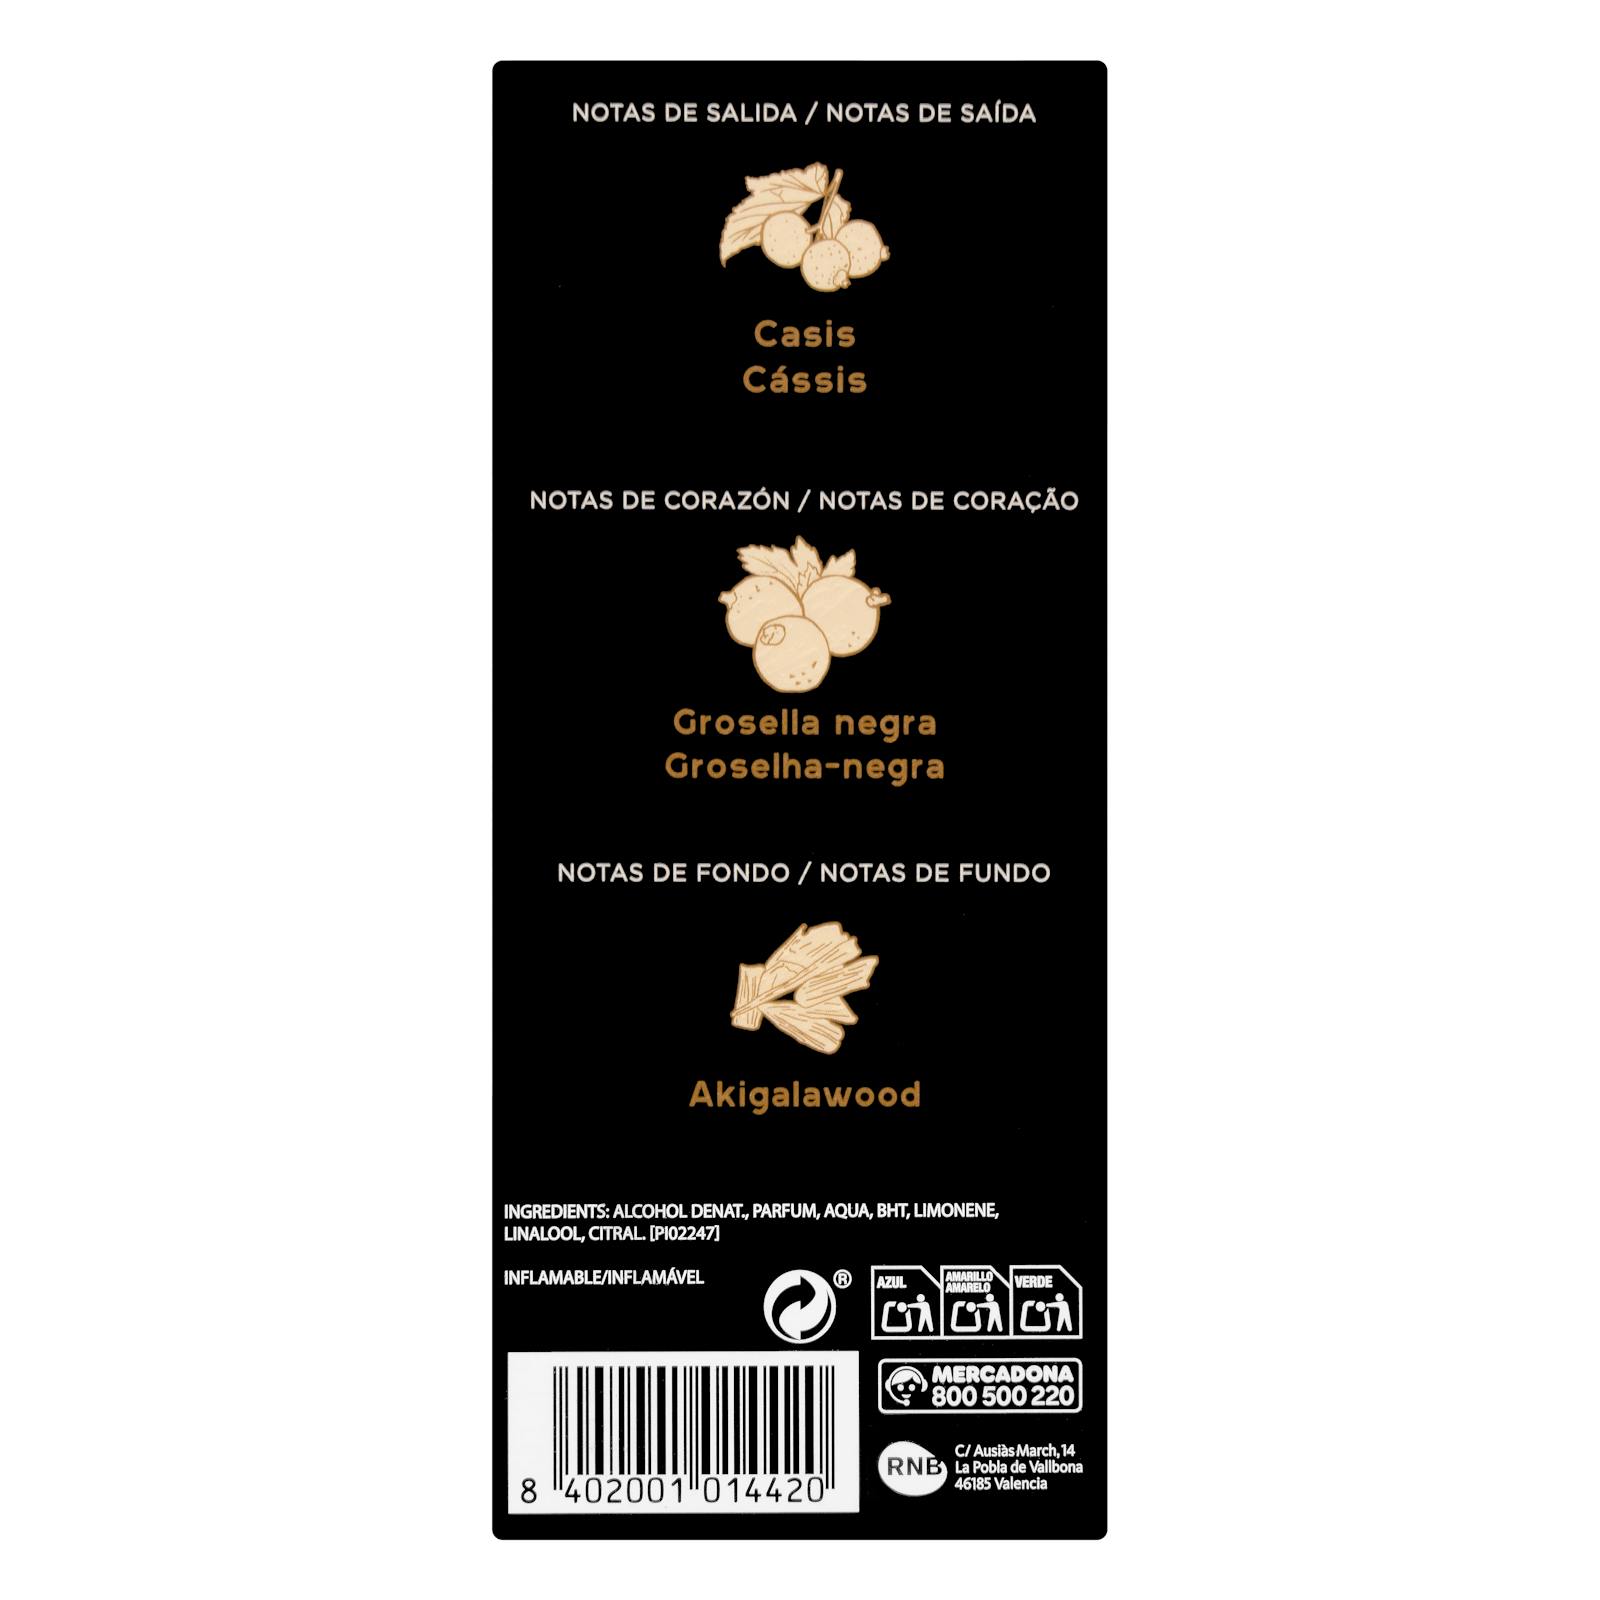 NOTAS DE SALIDA / NOTAS DE SAÍDA
Casis
Cássis
NOTAS DE CORAZÓN / NOTAS DE CORAÇÃO
Grosella negra
Groselha-negra
NOTAS DE FONDO / NOTAS DE FUNDO
Akigalawood
INGREDIENTS: ALCOHOL DENAT., PARFUM, AQUA, BHT, LIMONENE,
LINALOOL, CITRAL. [PI02247]
INFLAMABLE/INFLAMÁVEL
®
AZUL
AMARILLO
AMARELO
VERDE
MERCADONA
800 500 220
RNB
C/ Ausiàs March, 14
La Pobla de Vallbona
46185 Valencia
8 402001 014420